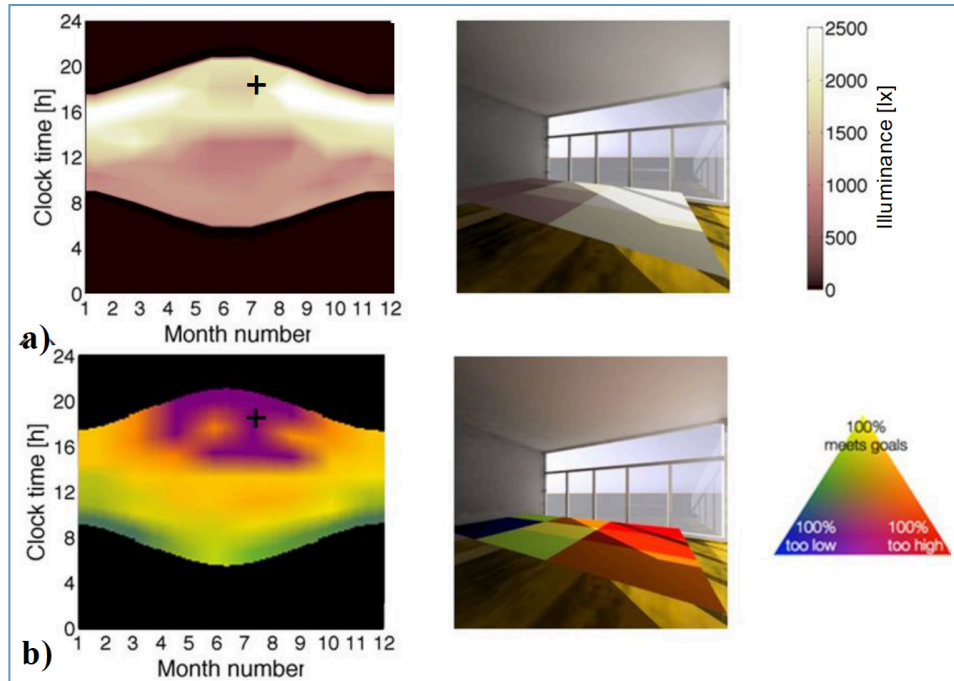 24
20
16
12
8
4
0
Clock time [h]
1 2 3 4 5 6 7 8 9 10 11 12
Month number
a)
2500
2000
1500
1000
500
0
Illuminance [lx]
24
20
16
12
8
4
0
Clock time [h]
1 2 3 4 5 6 7 8 9 10 11 12
Month number
b)
100%
meets goals
100% 100%
too low too high